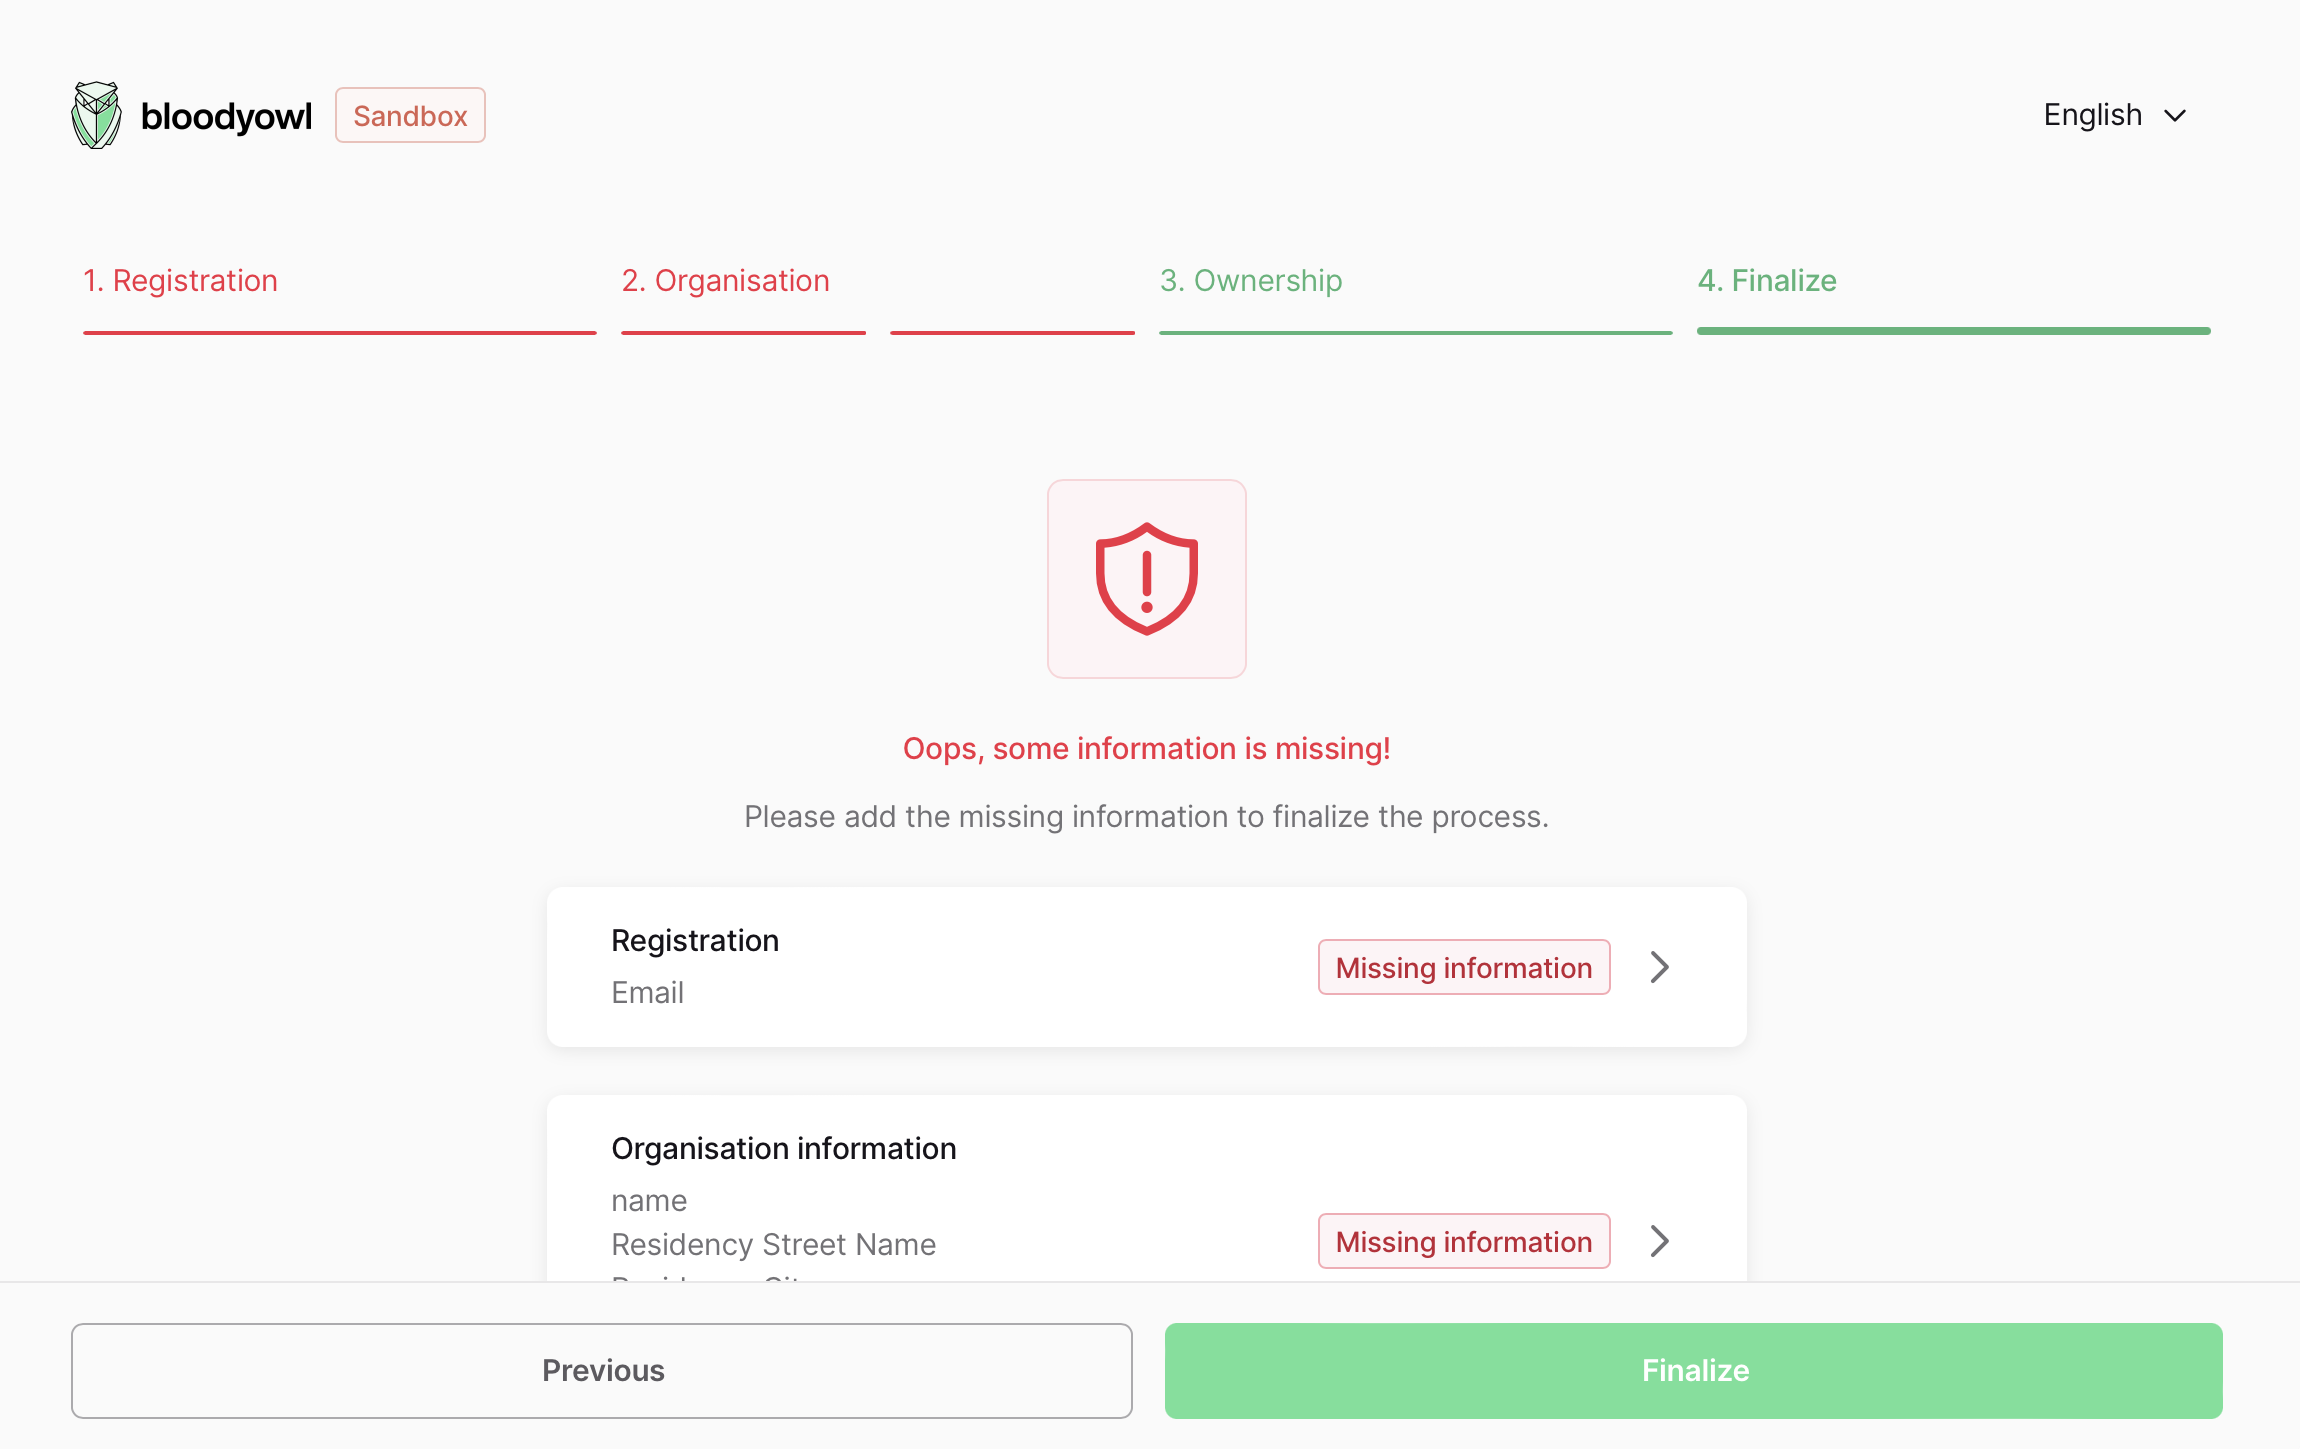 bloodyowl
Sandbox
English
1. Registration
2. Organisation
3. Ownership
4. Finalize
Oops, some information is missing!
Please add the missing information to finalize the process.
Registration
Email
Missing information
Organisation information
name
Residency Street Name
Missing information
Previous
Finalize